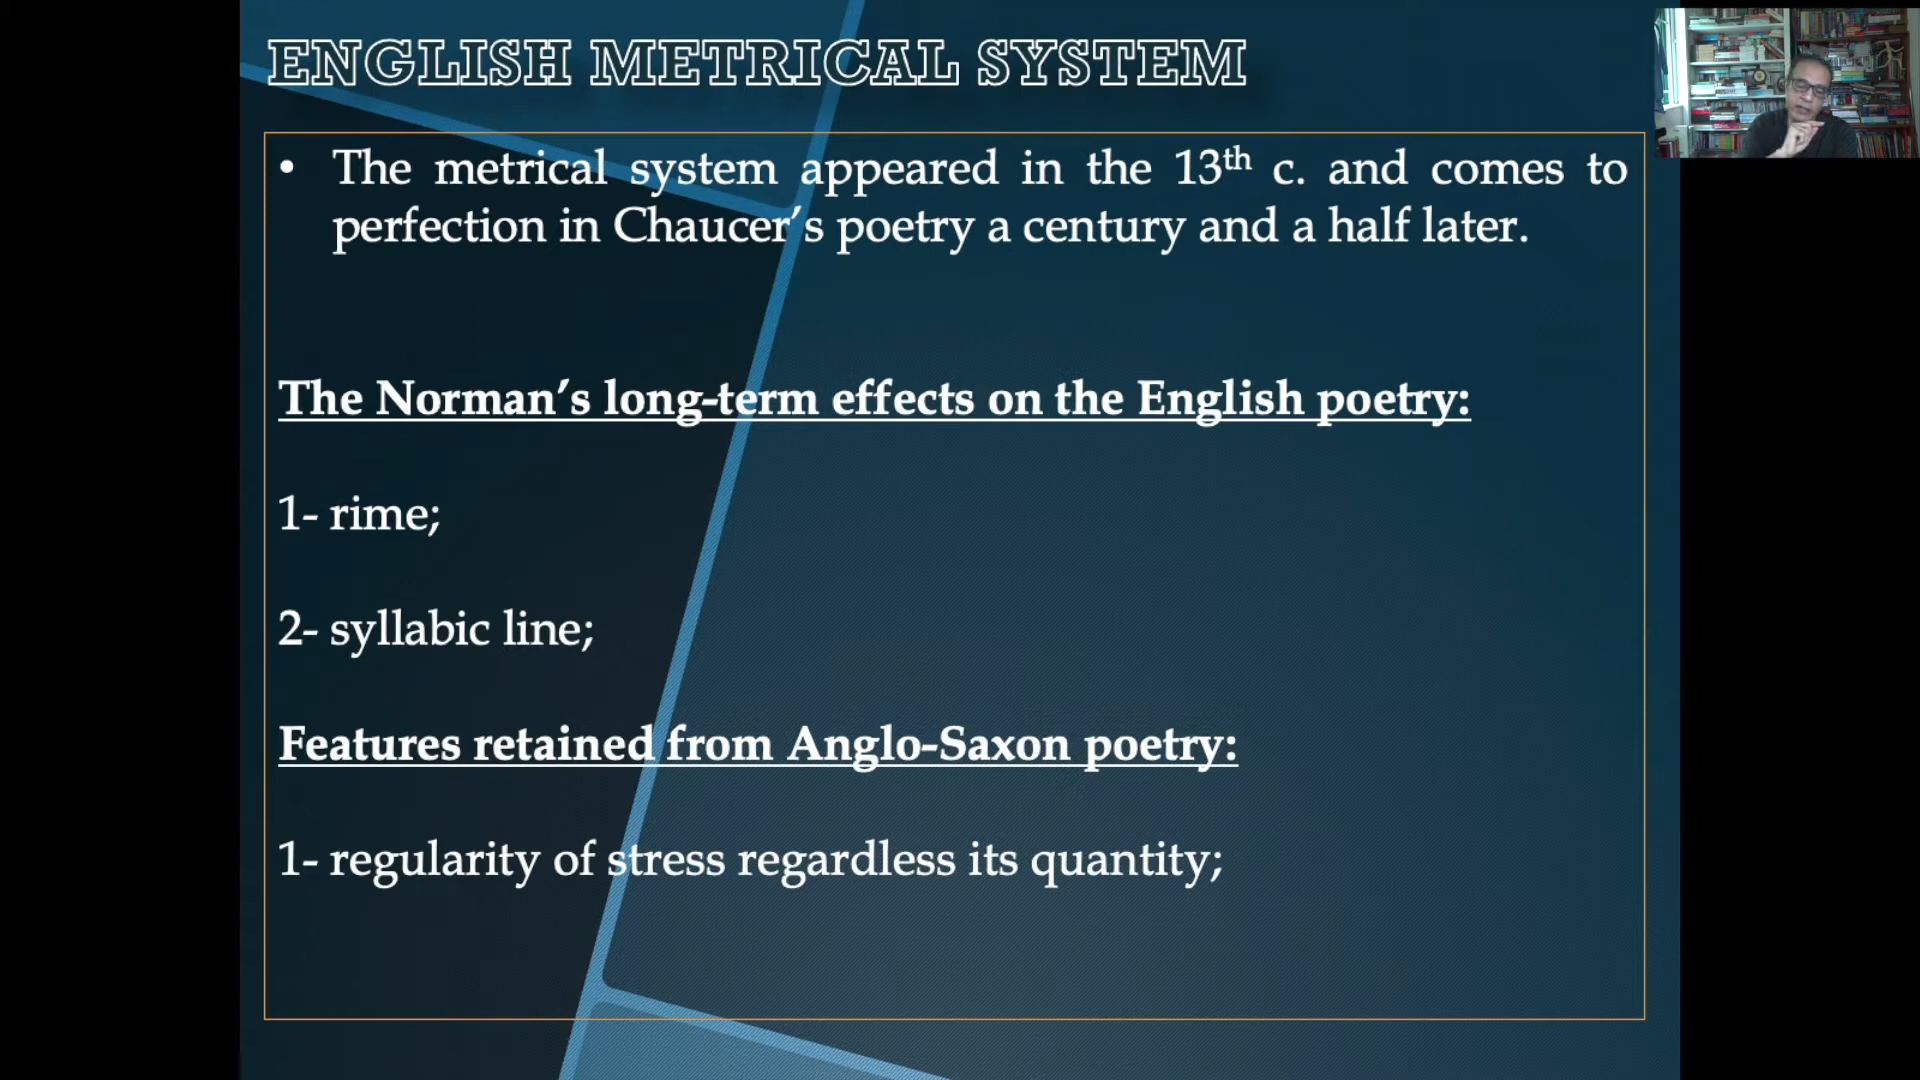 ENGLISH METRICAL SYSTEM
• The metrical system appeared in the 13th c. and comes to
perfection in Chaucer's poetry a century and a half later.
The Norman's long-term effects on the English poetry:
1- rime;
2- syllabic line;
Features retained from Anglo-Saxon poetry:
1- regularity of stress regardless its quantity;